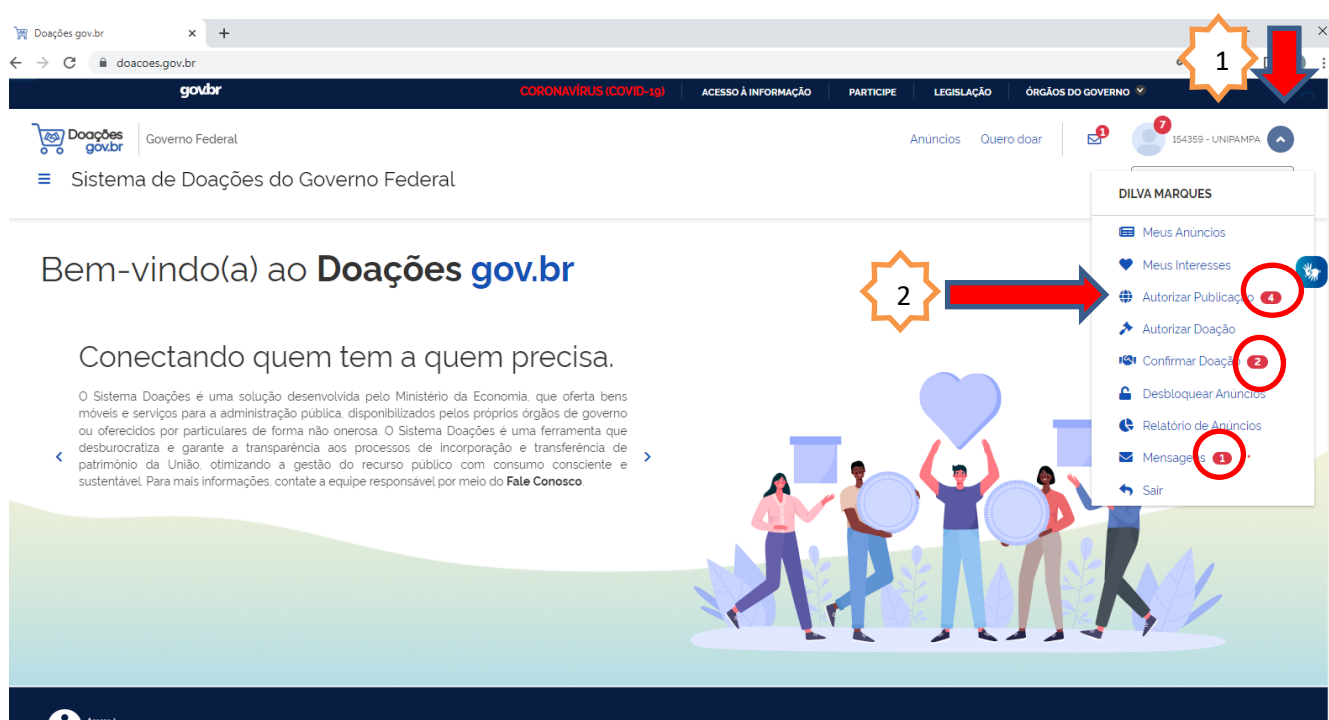 Doações gov.br
doacoes.gov.br
1
gov.br CORONAVÍRUS (COVID-19) ACESSO À INFORMAÇÃO PARTICIPE LEGISLAÇÃO ÓRGÃOS DO GOVERNO
Doações gov.br
Governo Federal
Anúncios Quero doar 1 7 154359 - UNIPAMPA
Sistema de Doações do Governo Federal
DILVA MARQUES
Meus Anúncios
Meus Interesses
Autorizar Publicação 4
Autorizar Doação
Confirmar Doação 2
Desbloquear Anúncios
Relatório de Anúncios
Mensagens 1
Sair
2
Bem-vindo(a) ao Doações gov.br
Conectando quem tem a quem precisa.
O Sistema Doações é uma solução desenvolvida pelo Ministério da Economia, que oferta bens
móveis e serviços para a administração pública, disponibilizados pelos próprios órgãos de governo
ou oferecidos por particulares de forma não onerosa. O Sistema Doações é uma ferramenta que
desburocratiza e garante a transparência aos processos de incorporação e transferência de
patrimônio da União, otimizando a gestão do recurso público com consumo consciente e
sustentável. Para mais informações, contate a equipe responsável por meio do Fale Conosco.